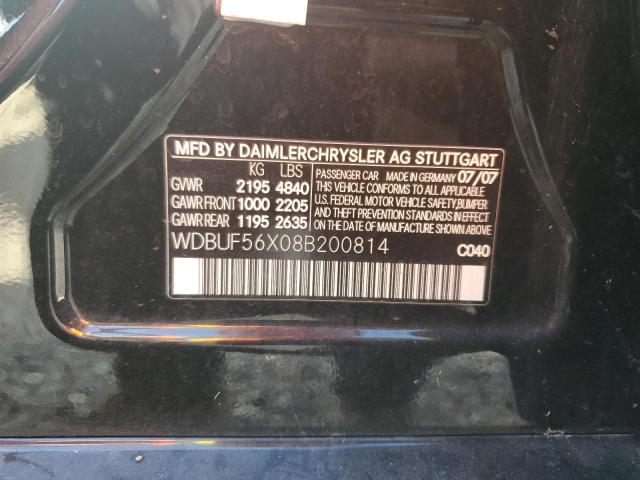 MFD BY DAIMLERCHRYSLER AG STUTTGART
KG LBS
GVWR 2195 4840
GAWR FRONT 1000 2205
GAWR REAR 1195 2635
PASSENGER CAR MADE IN GERMANY 07/07
THIS VEHICLE CONFORMS TO ALL APPLICABLE
U.S. FEDERAL MOTOR VEHICLE SAFETY,BUMPER
AND THEFT PREVENTION STANDARDS IN EFFECT
ON THE DATE OF MANUFACTURE SHOWN ABOVE.
WDBUF56X08B200814
C040